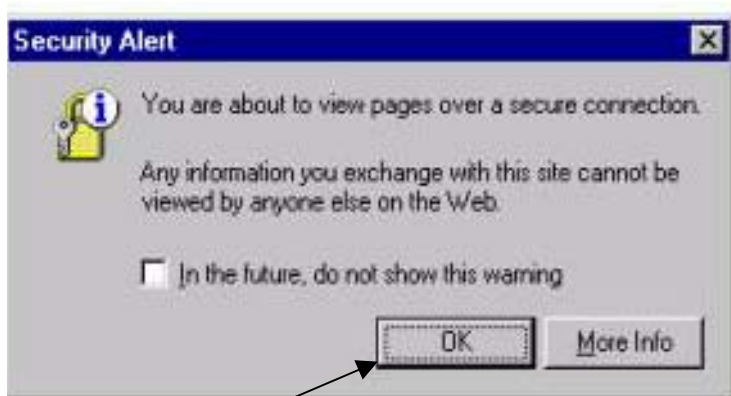 Security Alert
You are about to view pages over a secure connection.
Any information you exchange with this site cannot be
viewed by anyone else on the Web.
In the future, do not show this warning
OK More Info